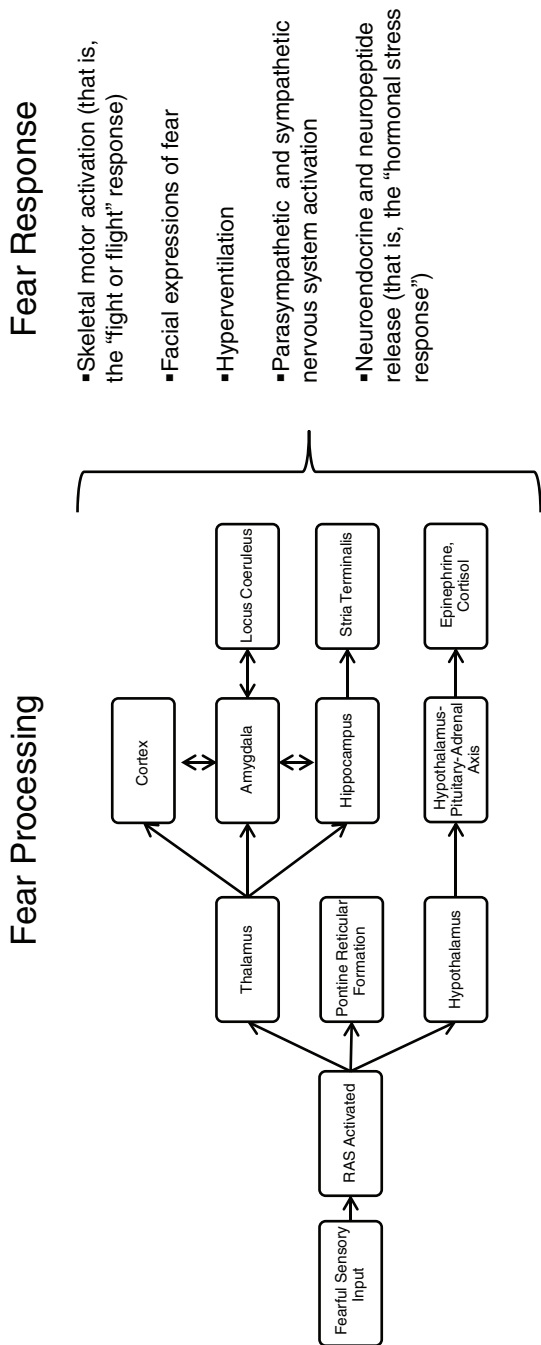 Fear Processing
Fearful Sensory
Input
RAS Activated
Thalamus
Pontine Reticular
Formation
Hypothalamus
Cortex
Amygdala
Hippocampus
Hypothalamus-
Pituitary-Adrenal
Axis
Locus Coeruleus
Stria Terminalis
Epinephrine,
Cortisol
Fear Response
▪Skeletal motor activation (that is,
the “fight or flight” response)
▪Facial expressions of fear
▪Hyperventilation
▪Parasympathetic and sympathetic
nervous system activation
▪Neuroendocrine and neuropeptide
release (that is, the “hormonal stress
response”)